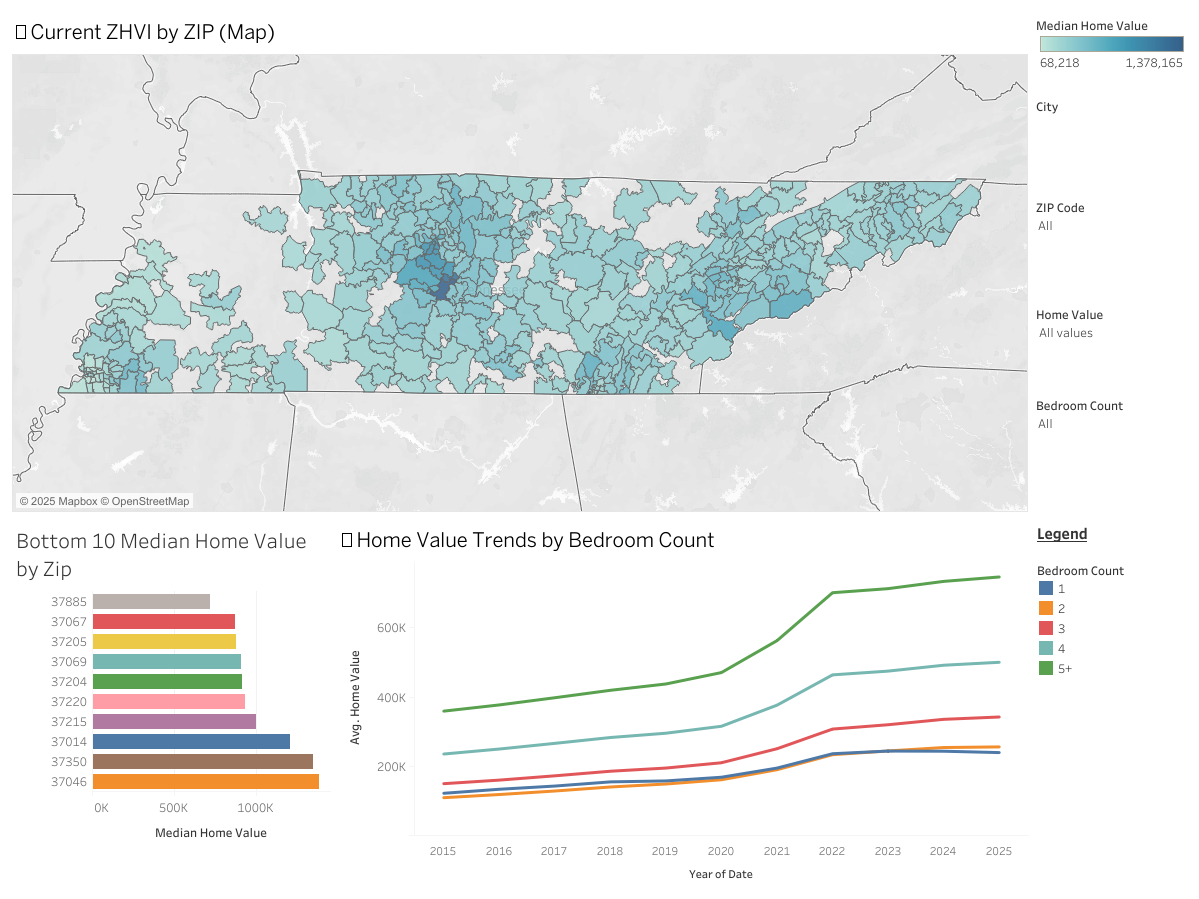 Current ZHVI by ZIP (Map)
Median Home Value
68,218 1,378,165
City
ZIP Code
All
Home Value
All values
Bedroom Count
All
© 2025 Mapbox © OpenStreetMap
Bottom 10 Median Home Value
by Zip
37885
37067
37205
37069
37204
37220
37215
37014
37350
37046
0K 500K 1000K
Median Home Value
Home Value Trends by Bedroom Count
600K
400K
200K
Avg. Home Value
2015 2016 2017 2018 2019 2020 2021 2022 2023 2024 2025
Year of Date
Legend
Bedroom Count
1
2
3
4
5+